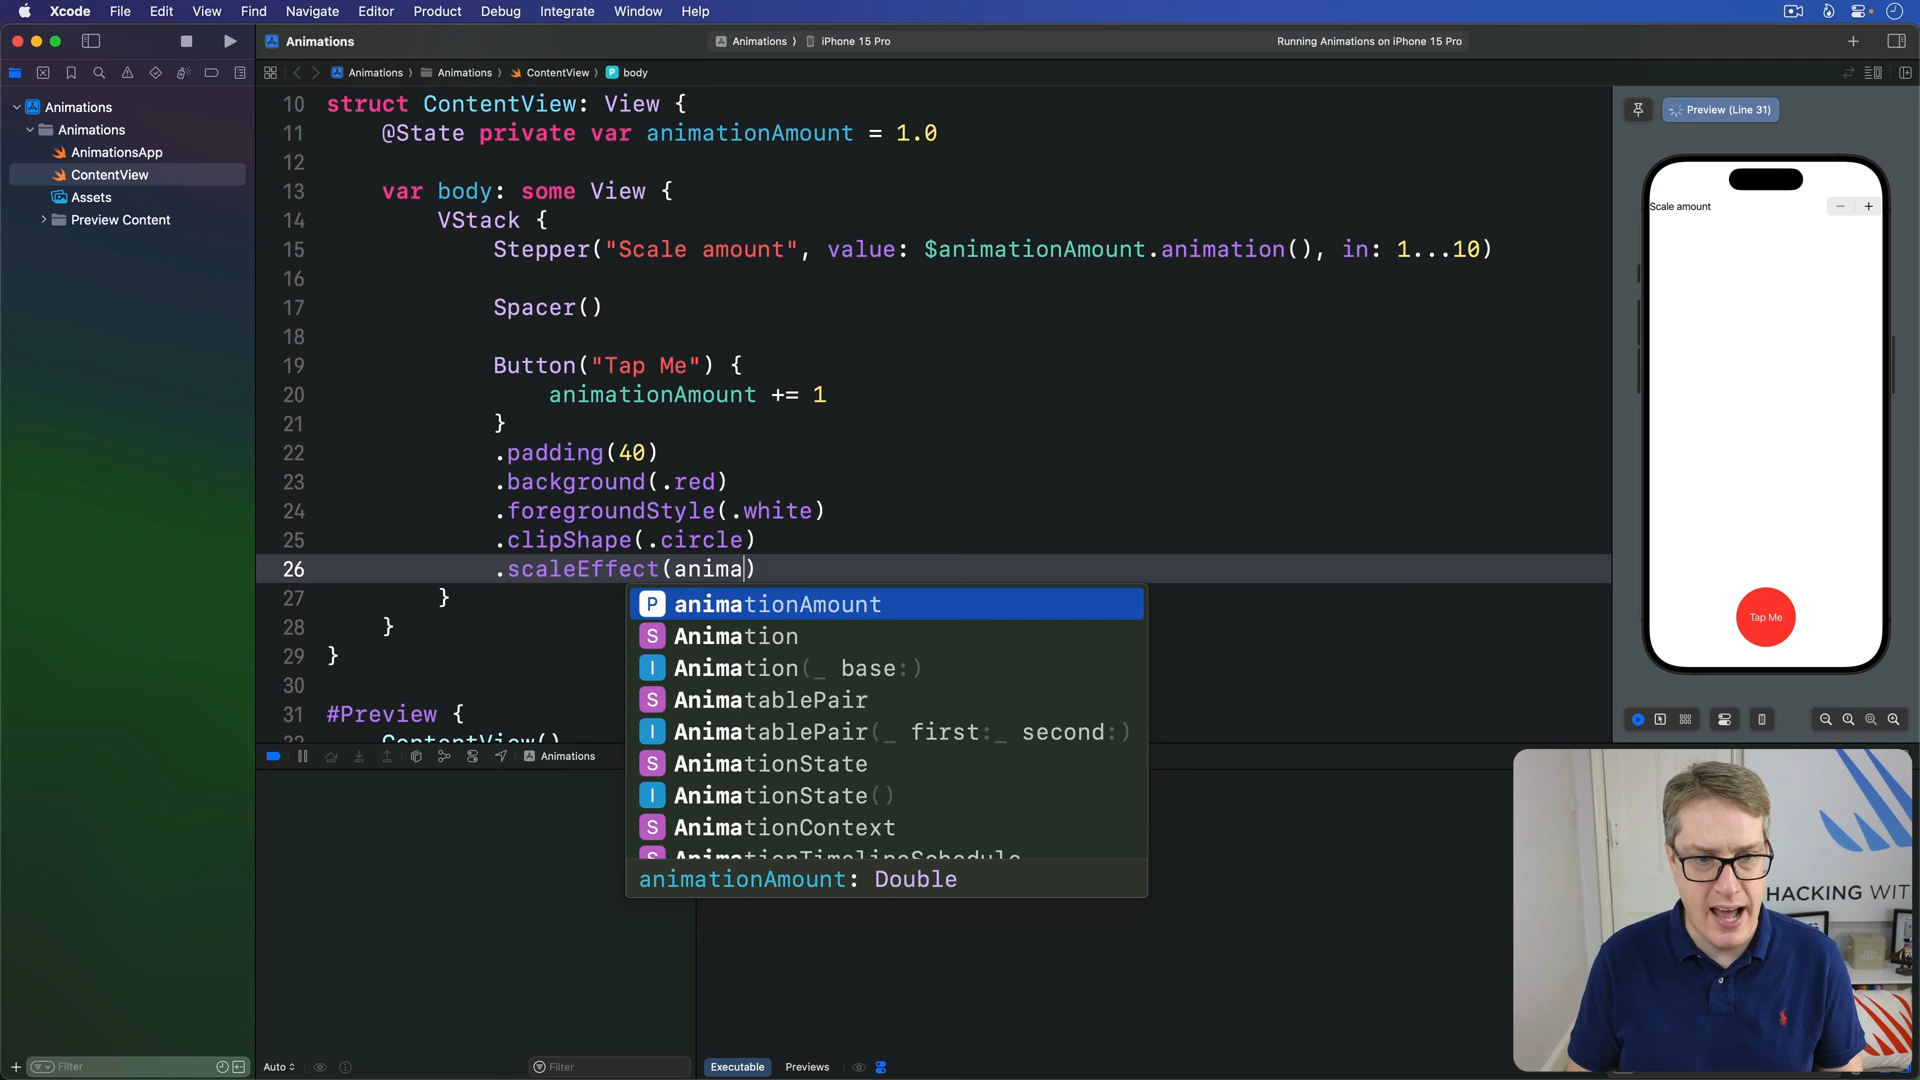 Xcode File Edit View Find Navigate Editor Product Debug Integrate Window Help
Animations
Animations 〉 iPhone 15 Pro
Running Animations on iPhone 15 Pro
Animations 〉 Animations 〉 ContentView 〉 P body
Animations
Animations
AnimationsApp
ContentView
Assets
Preview Content
10 struct ContentView: View {
11 @State private var animationAmount = 1.0
12
13 var body: some View {
14 VStack {
15 Stepper("Scale amount", value: $animationAmount.animation(), in: 1...10)
16
17 Spacer()
18
19 Button("Tap Me") {
20 animationAmount += 1
21 }
22 .padding(40)
23 .background(.red)
24 .foregroundStyle(.white)
25 .clipShape(.circle)
26 .scaleEffect(anima)
27 }
28 }
29 }
30
31 #Preview {
32 ContentView()
P animationAmount
S Animation
I Animation(_ base:)
S AnimatablePair
I AnimatablePair(_ first:_ second:)
S AnimationState
I AnimationState()
S AnimationContext
S AnimationTimelineSchedule
animationAmount: Double
Preview (Line 31)
Scale amount − +
Tap Me
Animations
Filter
Auto
Filter
Executable Previews
HACKING WIT